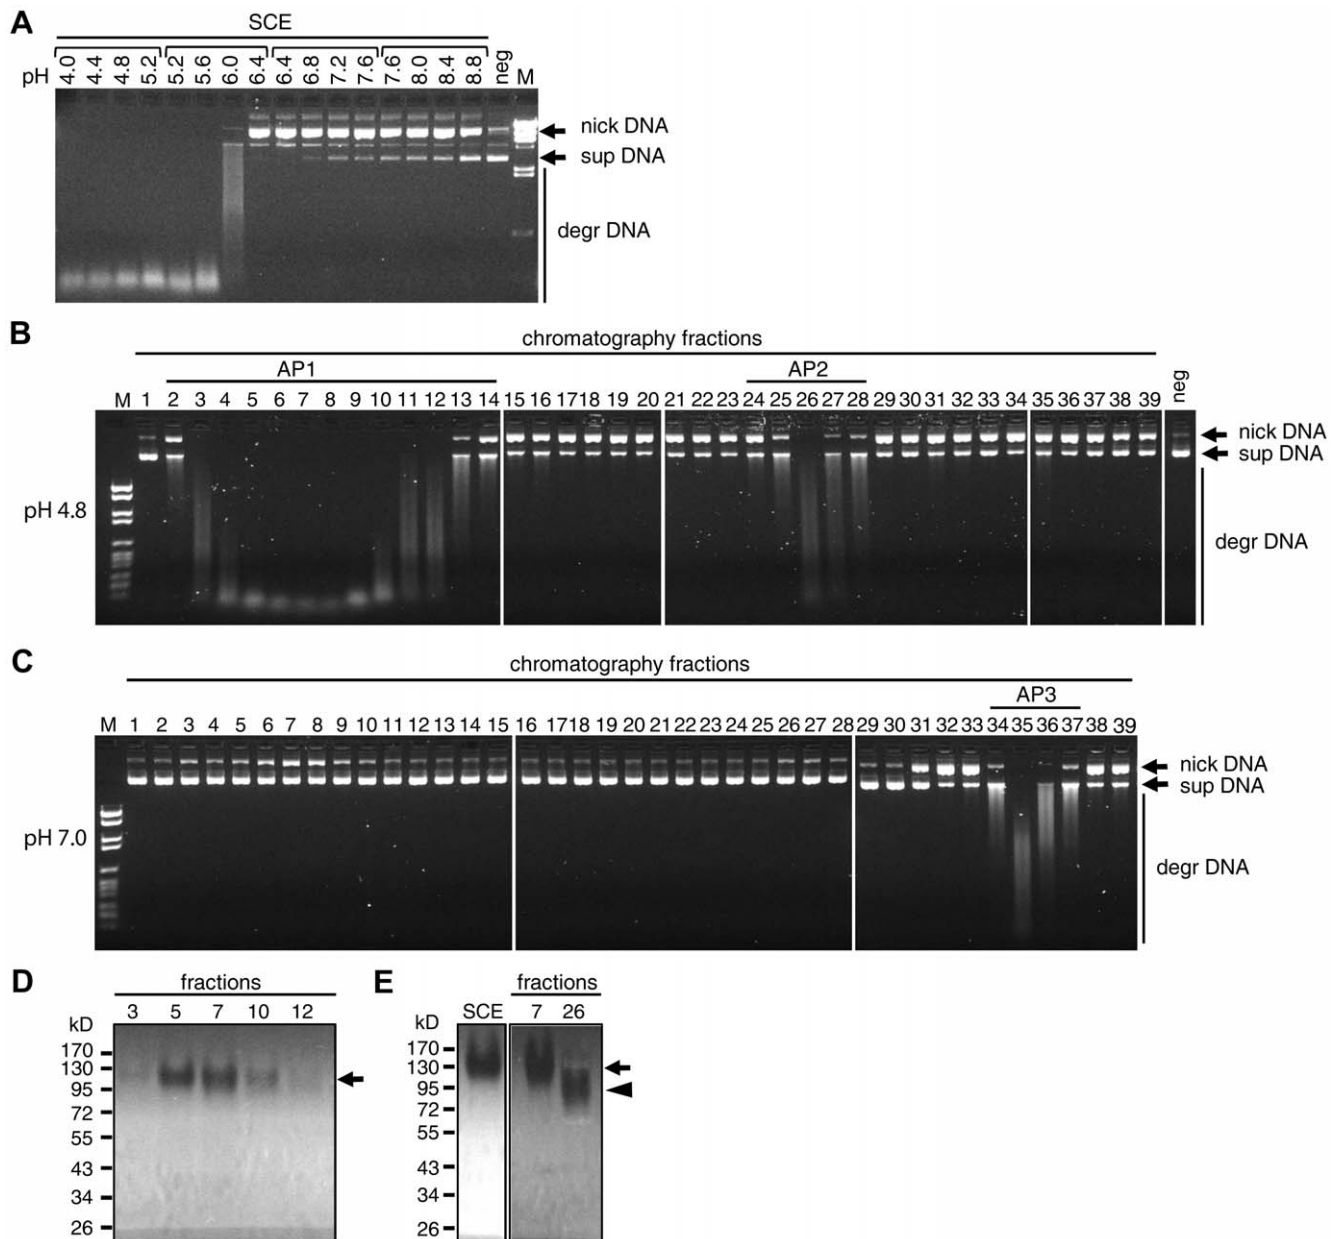 A
SCE
pH 4.0 4.4 4.8 5.2 5.2 5.6 6.0 6.4 6.4 6.8 7.2 7.6 7.6 8.0 8.4 8.8 neg M
nick DNA
sup DNA
degr DNA
B
chromatography fractions
AP1 AP2
M 1 2 3 4 5 6 7 8 9 10 11 12 13 14 15 16 17 18 19 20 21 22 23 24 25 26 27 28 29 30 31 32 33 34 35 36 37 38 39 neg
nick DNA
sup DNA
pH 4.8
degr DNA
C
chromatography fractions
AP3
M 1 2 3 4 5 6 7 8 9 10 11 12 13 14 15 16 17 18 19 20 21 22 23 24 25 26 27 28 29 30 31 32 33 34 35 36 37 38 39
nick DNA
sup DNA
pH 7.0
degr DNA
D
fractions
3 5 7 10 12
kD
170
130
95
72
55
43
34
26
E
fractions
SCE 7 26
kD
170
130
95
72
55
43
34
26